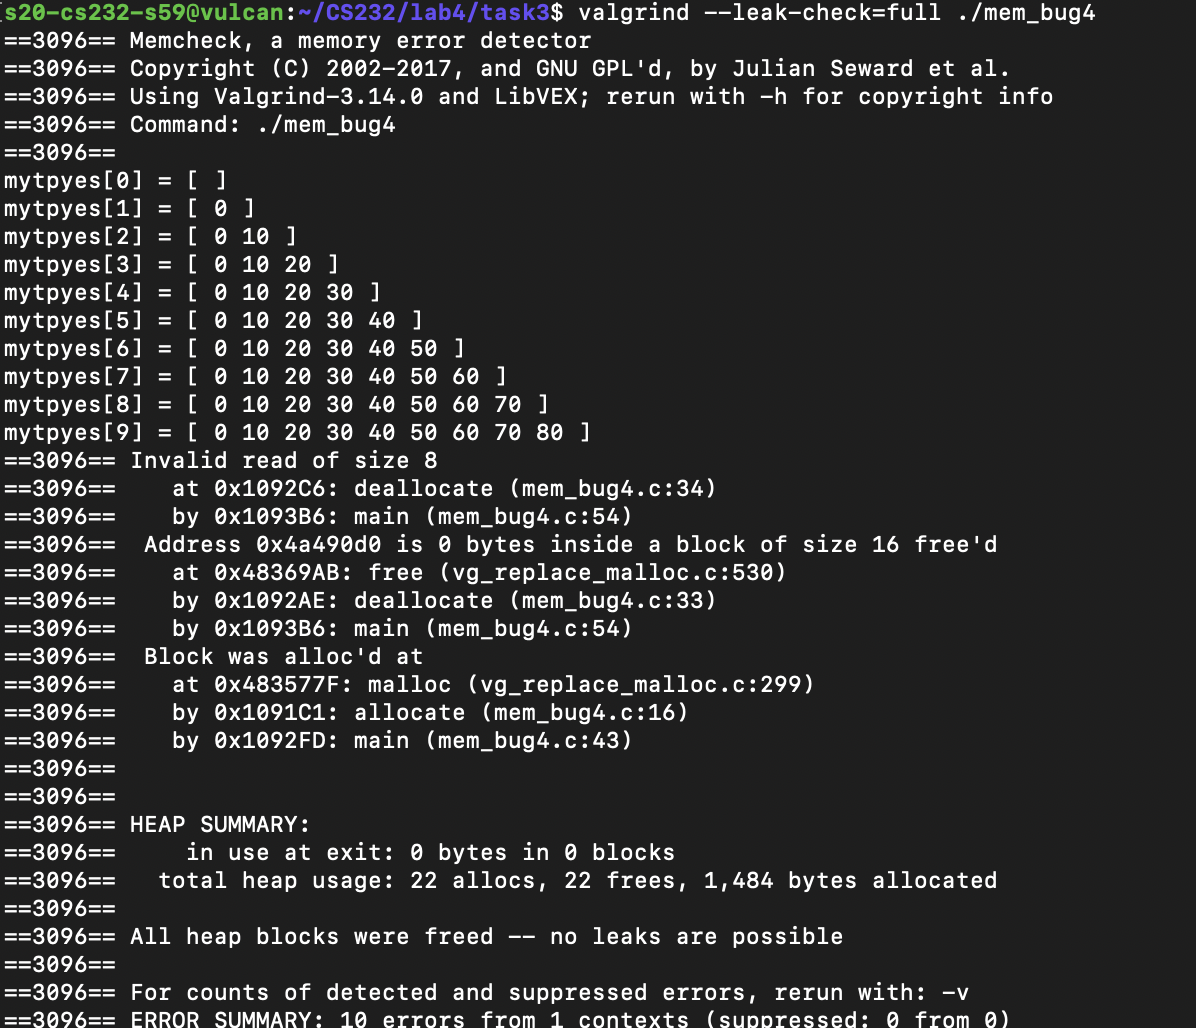 s20-cs232-s59@vulcan:~/CS232/lab4/task3$ valgrind --leak-check=full ./mem_bug4
==3096== Memcheck, a memory error detector
==3096== Copyright (C) 2002-2017, and GNU GPL'd, by Julian Seward et al.
==3096== Using Valgrind-3.14.0 and LibVEX; rerun with -h for copyright info
==3096== Command: ./mem_bug4
==3096==
mytpyes[0] = [ ]
mytpyes[1] = [ 0 ]
mytpyes[2] = [ 0 10 ]
mytpyes[3] = [ 0 10 20 ]
mytpyes[4] = [ 0 10 20 30 ]
mytpyes[5] = [ 0 10 20 30 40 ]
mytpyes[6] = [ 0 10 20 30 40 50 ]
mytpyes[7] = [ 0 10 20 30 40 50 60 ]
mytpyes[8] = [ 0 10 20 30 40 50 60 70 ]
mytpyes[9] = [ 0 10 20 30 40 50 60 70 80 ]
==3096== Invalid read of size 8
==3096==    at 0x1092C6: deallocate (mem_bug4.c:34)
==3096==    by 0x1093B6: main (mem_bug4.c:54)
==3096==  Address 0x4a490d0 is 0 bytes inside a block of size 16 free'd
==3096==    at 0x48369AB: free (vg_replace_malloc.c:530)
==3096==    by 0x1092AE: deallocate (mem_bug4.c:33)
==3096==    by 0x1093B6: main (mem_bug4.c:54)
==3096==  Block was alloc'd at
==3096==    at 0x483577F: malloc (vg_replace_malloc.c:299)
==3096==    by 0x1091C1: allocate (mem_bug4.c:16)
==3096==    by 0x1092FD: main (mem_bug4.c:43)
==3096==
==3096==
==3096== HEAP SUMMARY:
==3096==     in use at exit: 0 bytes in 0 blocks
==3096==   total heap usage: 22 allocs, 22 frees, 1,484 bytes allocated
==3096==
==3096== All heap blocks were freed -- no leaks are possible
==3096==
==3096== For counts of detected and suppressed errors, rerun with: -v
==3096== ERROR SUMMARY: 10 errors from 1 contexts (suppressed: 0 from 0)